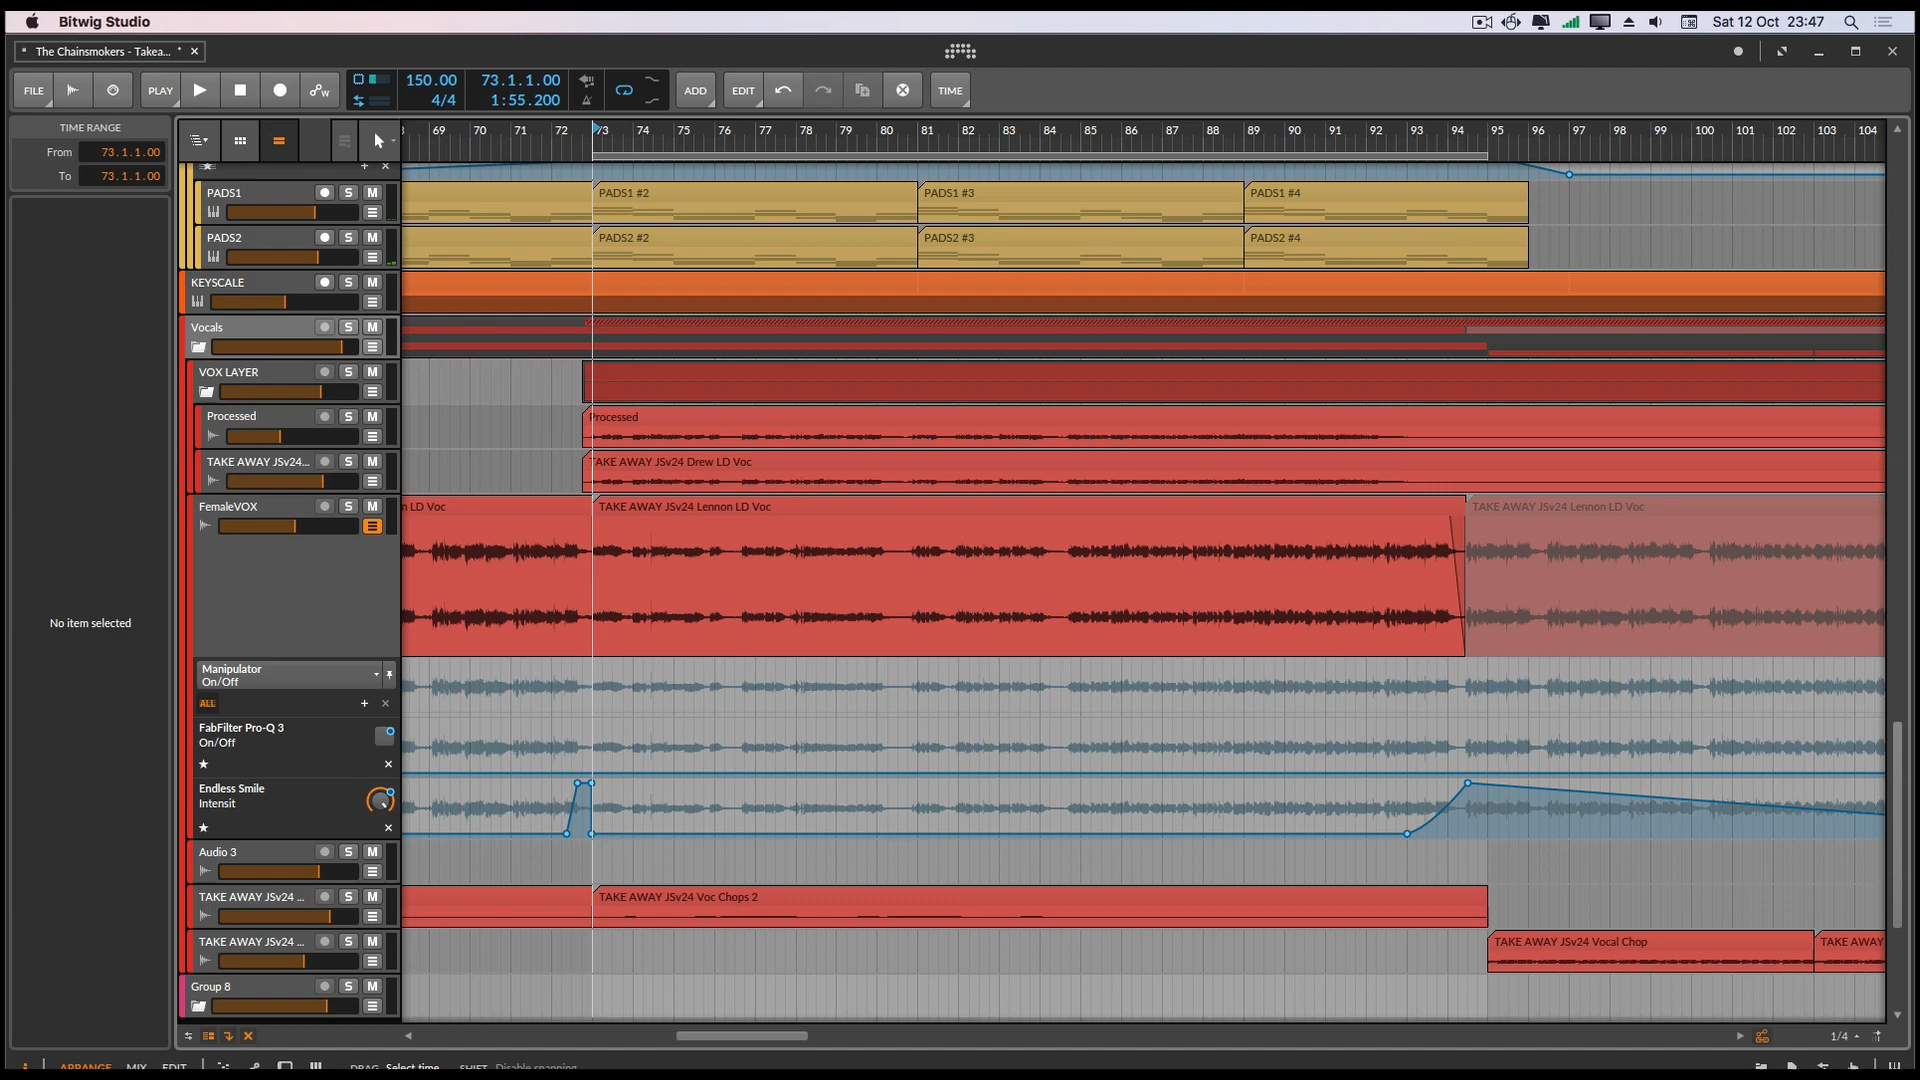 Bitwig Studio
Sat 12 Oct 23:47
The Chainsmokers - Takea... *
FILE
PLAY
150.00
4/4
73.1.1.00
1:55.200
ADD
EDIT
TIME
TIME RANGE
From 73.1.1.00
To 73.1.1.00
No item selected
69 70 71 72 73 74 75 76 77 78 79 80 81 82 83 84 85 86 87 88 89 90 91 92 93 94 95 96 97 98 99 100 101 102 103 104
PADS1 S M
PADS1 #2 PADS1 #3 PADS1 #4
PADS2 S M
PADS2 #2 PADS2 #3 PADS2 #4
KEYSCALE S M
Vocals S M
VOX LAYER S M
Processed S M
Processed
TAKE AWAY JSv24... S M
TAKE AWAY JSv24 Drew LD Voc
FemaleVOX S M
n LD Voc
TAKE AWAY JSv24 Lennon LD Voc
TAKE AWAY JSv24 Lennon LD Voc
Manipulator
On/Off
ALL
FabFilter Pro-Q 3
On/Off
Endless Smile
Intensit
Audio 3 S M
TAKE AWAY JSv24 ... S M
TAKE AWAY JSv24 Voc Chops 2
TAKE AWAY JSv24 ... S M
TAKE AWAY JSv24 Vocal Chop
TAKE AWAY
Group 8 S M
1/4
ARRANGE MIX EDIT
DRAG Select time SHIFT Disable snapping